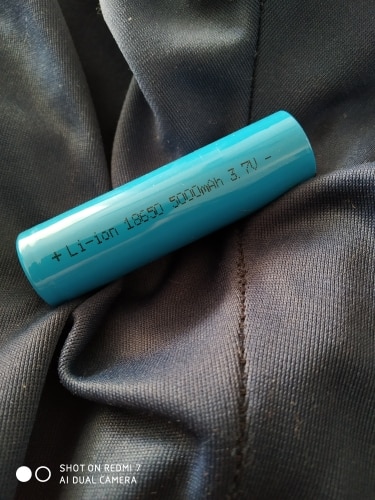 + Li-ion 18650 5000mAh 3.7V -
SHOT ON REDMI 7
AI DUAL CAMERA